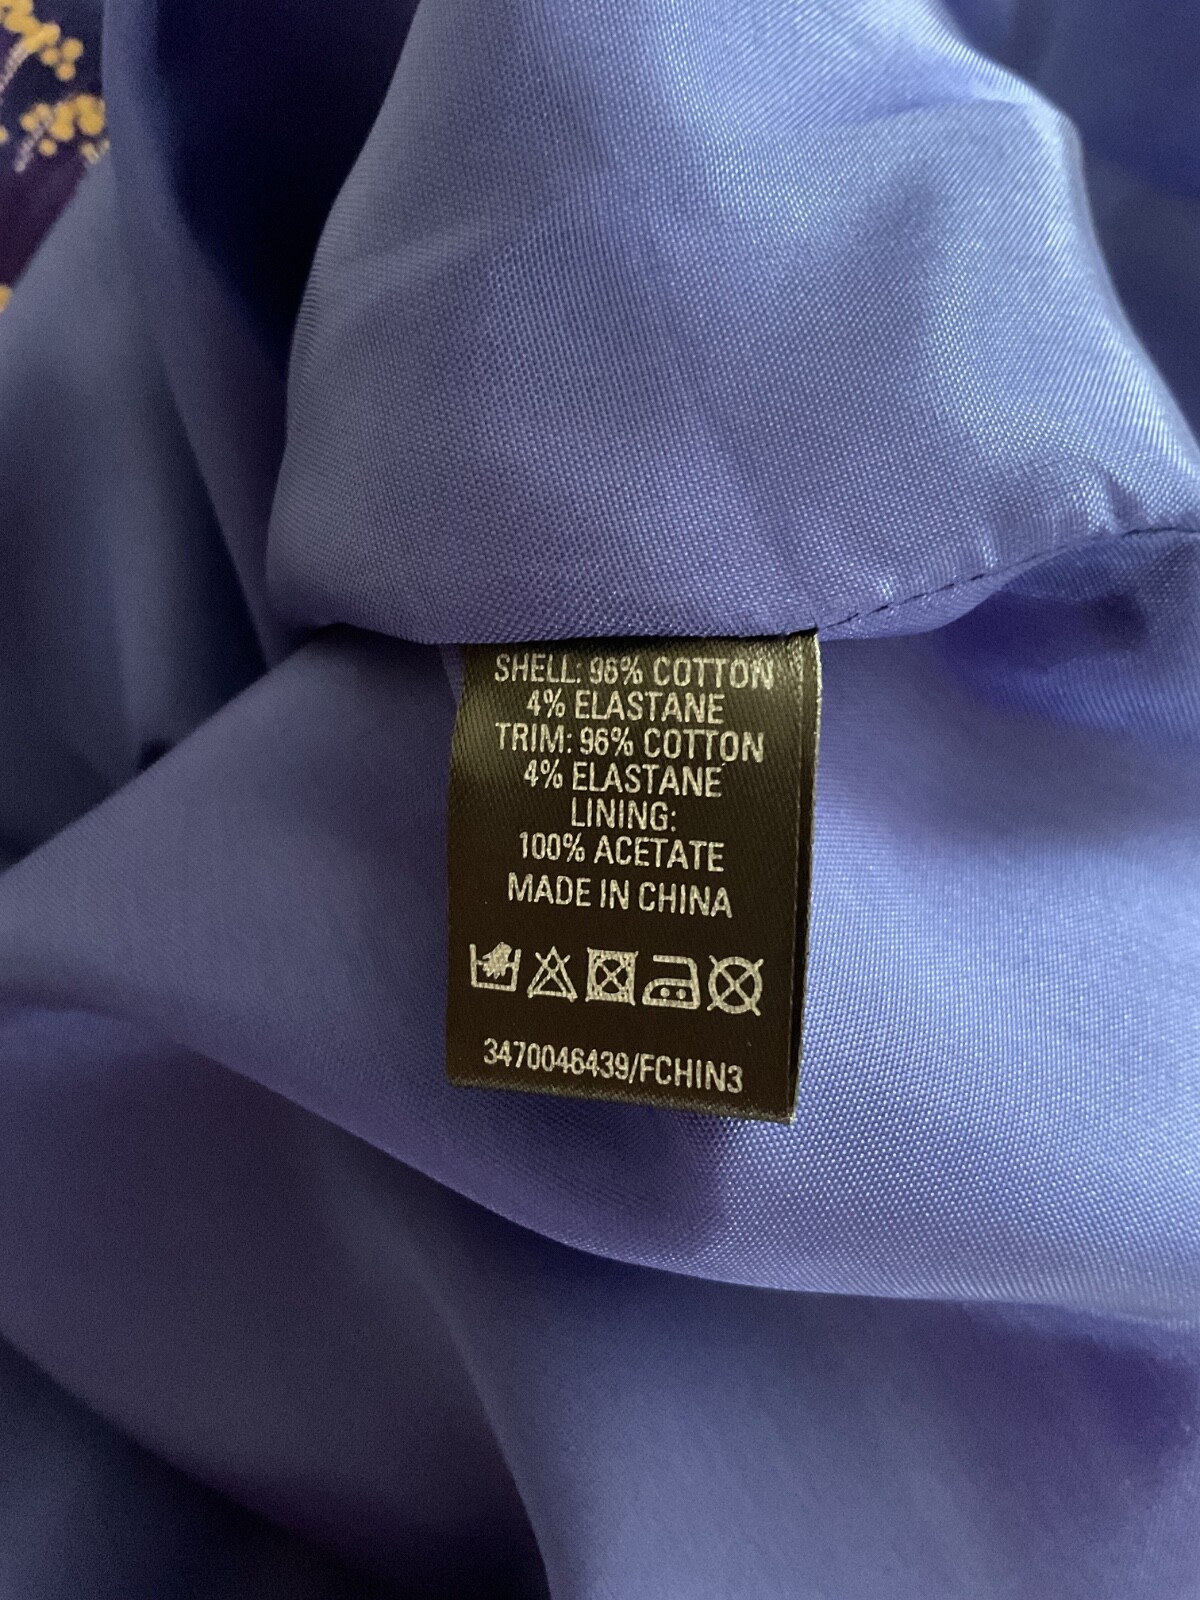 SHELL: 96% COTTON
4% ELASTANE
TRIM: 96% COTTON
4% ELASTANE
LINING:
100% ACETATE
MADE IN CHINA
3470046439/FCHIN3